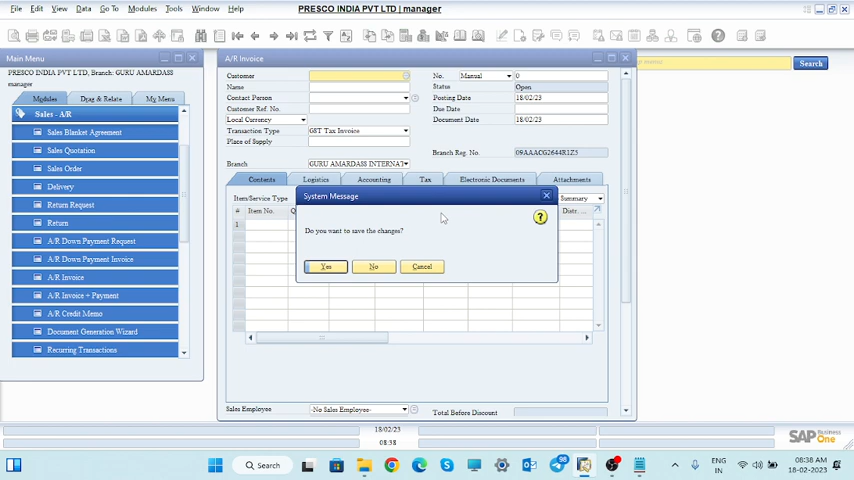 PRESCO INDIA PVT LTD | manager
File Edit View Data Go To Modules Tools Window Help
Main Menu
PRESCO INDIA PVT LTD, Branch: GURU AMARDASS
manager
Modules Drag & Relate My Menu
Sales - A/R
Sales Blanket Agreement
Sales Quotation
Sales Order
Delivery
Return Request
Return
A/R Down Payment Request
A/R Down Payment Invoice
A/R Invoice
A/R Invoice + Payment
A/R Credit Memo
Document Generation Wizard
Recurring Transactions
A/R Invoice
Customer
Name
Contact Person
Customer Ref. No.
Local Currency
Transaction Type GST Tax Invoice
Place of Supply
Branch GURU AMARDASS INTERNAT
No. Manual 0
Status Open
Posting Date 18/02/23
Due Date
Document Date 18/02/23
Branch Reg. No. 09AAACG2644R1Z5
Contents Logistics Accounting Tax Electronic Documents Attachments
Item/Service Type Summary
# Item No. Distr. ...
1
System Message
Do you want to save the changes?
Yes No Cancel
Sales Employee -No Sales Employee-
Total Before Discount
Search
18/02/23
08:38
SAP Business One
Search
98
ENG
IN
08:38 AM
18-02-2023